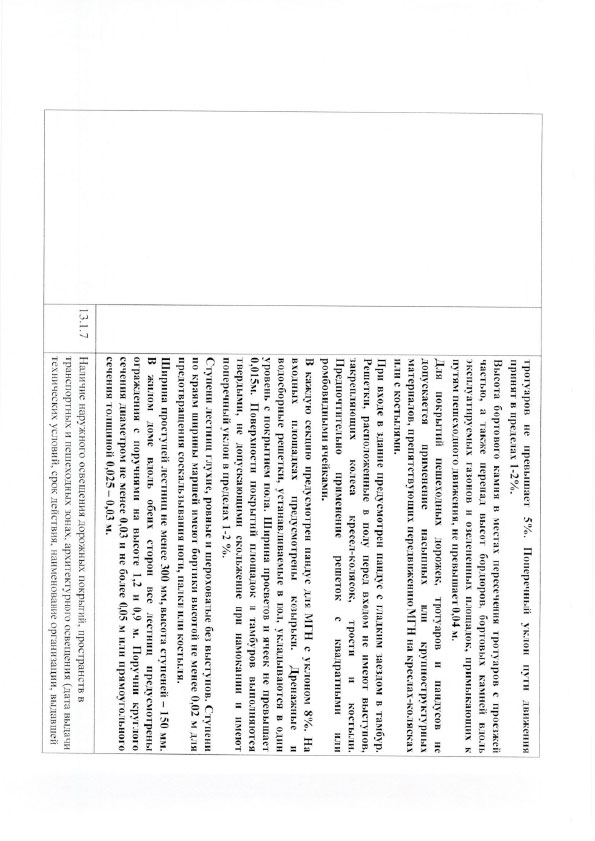 тротуаров не превышает 5%. Поперечный уклон пути движения
принят в пределах 1-2%.
Высота бортового камня в местах пересечения тротуаров с проезжей
частью, а также перепад высот бордюров, бортовых камней вдоль
эксплуатируемых газонов и озелененных площадок, примыкающих к
путям пешеходного движения, не превышает 0,04 м.
Для покрытий пешеходных дорожек, тротуаров и пандусов не
допускается применение насыпных или крупноструктурных
материалов, препятствующих передвижению МГН на креслах-колясках
или с костылями.
При входе в здание предусмотрен пандус с гладким заездом в тамбур.
Решетки, расположенные в полу перед входом не имеют выступов,
закрепляющих колеса кресел-колясок, трости и костыли.
Предпочтительно применение решеток с квадратными или
ромбовидными ячейками.
В каждую секцию предусмотрен пандус для МГН с уклоном 8%. На
входных площадках предусмотрены козырьки. Дренажные и
водосборные решетки, устанавливаемые в пол, укладываются в один
уровень с покрытием пола. Ширина просветов и ячеек не превышает
0,015м. Поверхности покрытий площадок и тамбуров выполняются
твердыми, не допускающими скольжение при намокании и имеют
поперечный уклон в пределах 1-2 %.
Ступени лестниц глухие, ровные и шероховатые без выступов. Ступени
по краям ширины маршей имеют бортики высотой не менее 0,02 м для
предотвращения соскальзывания ноги, палки или костыля.
Ширина проступей лестниц не менее 300 мм, высота ступеней – 150 мм.
В жилом доме вдоль обеих сторон все лестниц предусмотрены
ограждения с поручнями на высоте 1,2 и 0,9 м. Поручни круглого
сечения диаметром не менее 0,03 и не более 0,05 м или прямоугольного
сечения толщиной 0,025 – 0,03 м.
13.1.7 Наличие наружного освещения дорожных покрытий, пространств в
транспортных и пешеходных зонах, архитектурного освещения (дата выдачи
технических условий, срок действия, наименование организации, выдавшей